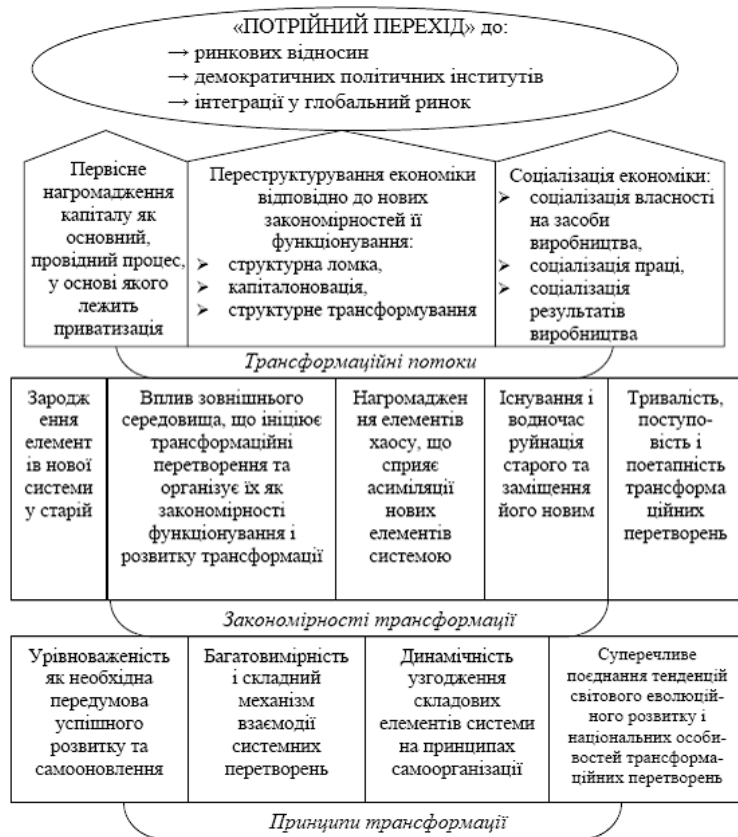 «ПОТРІЙНИЙ ПЕРЕХІД» до:
→ ринкових відносин
→ демократичних політичних інститутів
→ інтеграції у глобальний ринок
Первісне
нагромадження
капіталу як
основний,
провідний процес,
у основі якого
лежить
приватизація
Переструктурування економіки
відповідно до нових
закономірностей її
функціонування:
➢ структурна ломка,
➢ капіталоновація,
➢ структурне трансформування
Соціалізація економіки:
➢ соціалізація власності
на засоби
виробництва,
➢ соціалізація праці,
➢ соціалізація
результатів
виробництва
Трансформаційні потоки
Зародж
ення
елемент
ів нової
системи
у старій
Вплив зовнішнього
середовища, що ініціює
трансформаційні
перетворення та
організує їх як
закономірності
функціонування і
розвитку трансформації
Нагромаджен
ня елементів
хаосу, що
сприяє
асиміляції
нових
елементів
системою
Існування і
водночас
руйнація
старого та
заміщення
його новим
Тривалість,
поступо-
вість і
поетапність
трансформа
ційних
перетворень
Закономірності трансформації
Урівноваженість
як необхідна
передумова
успішного
розвитку та
самооновлення
Багатовимірність
і складний
механізм
взаємодії
системних
перетворень
Динамічність
узгодження
складових
елементів системи
на принципах
самоорганізації
Суперечливе
поєднання тенденцій
світового еволюцій-
ного розвитку і
національних особи-
востей трансформа-
ційних перетворень
Принципи трансформації